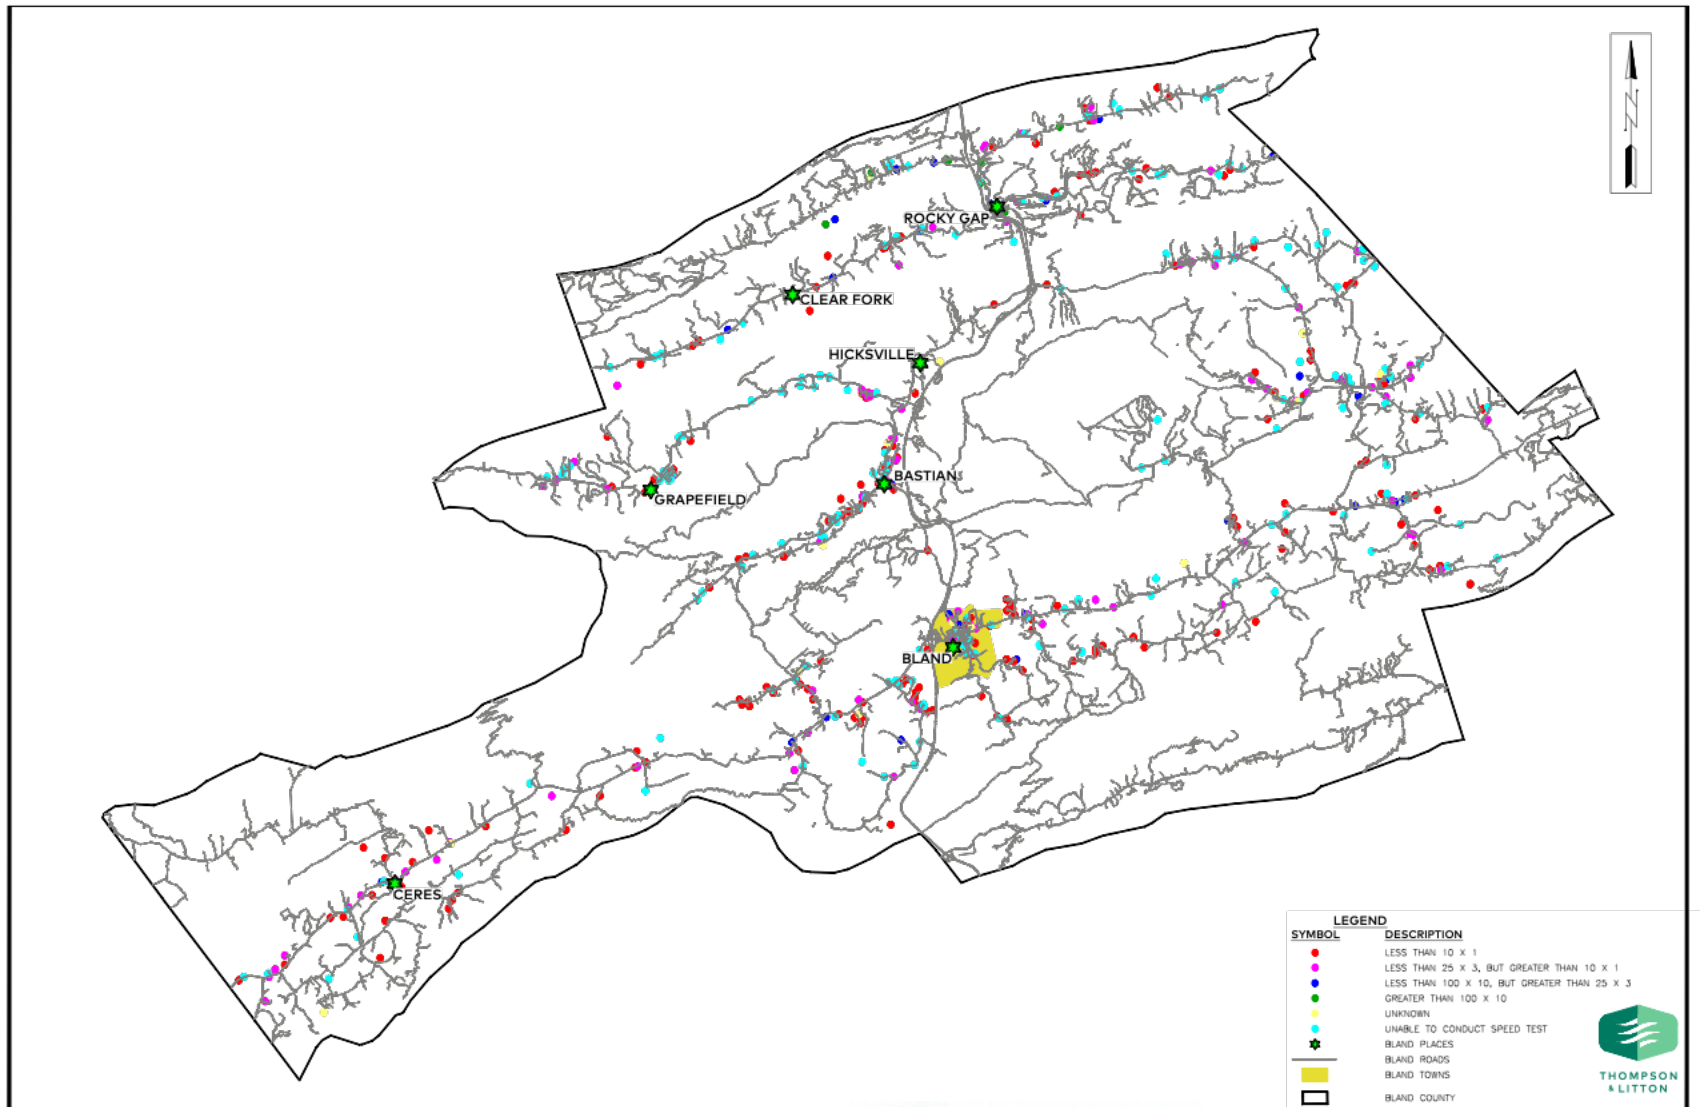 N
ROCKY GAP
CLEAR FORK
HICKSVILLE
BASTIAN
GRAPEFIELD
BLAND
CERES
LEGEND
SYMBOL DESCRIPTION
LESS THAN 10 X 1
LESS THAN 25 X 3, BUT GREATER THAN 10 X 1
LESS THAN 100 X 10, BUT GREATER THAN 25 X 3
GREATER THAN 100 X 10
UNKNOWN
UNABLE TO CONDUCT SPEED TEST
BLAND PLACES
BLAND ROADS
BLAND TOWNS
BLAND COUNTY
THOMPSON
& LITTON